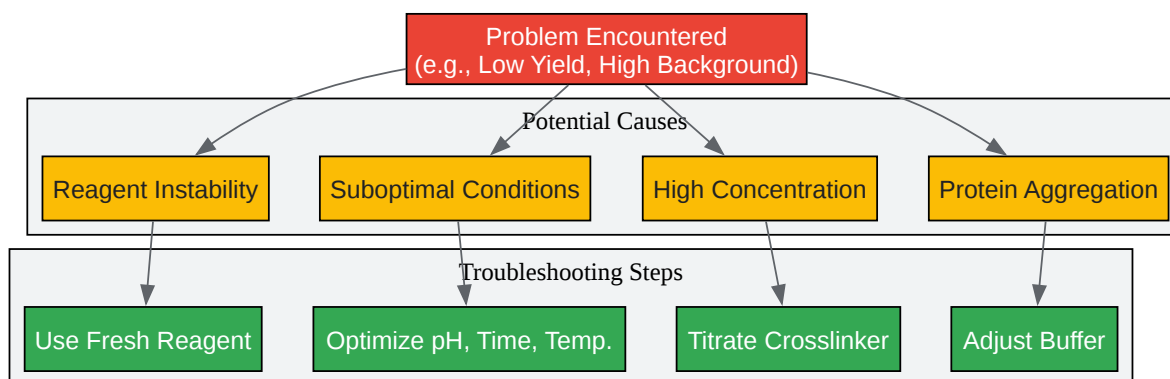 Problem Encountered
(e.g., Low Yield, High Background)
Potential Causes
Reagent Instability
Suboptimal Conditions
High Concentration
Protein Aggregation
Troubleshooting Steps
Use Fresh Reagent
Optimize pH, Time, Temp.
Titrate Crosslinker
Adjust Buffer